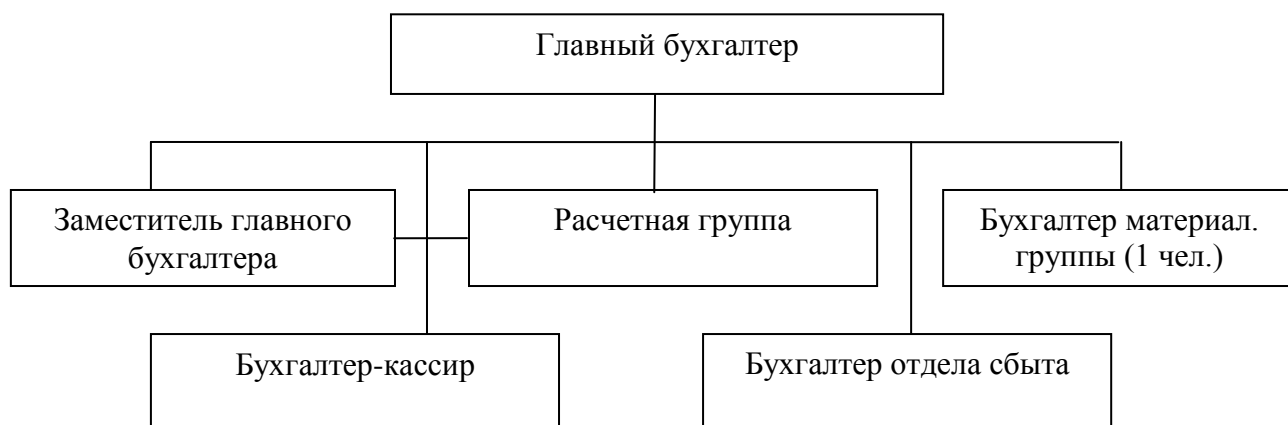 Главный бухгалтер
Заместитель главного
бухгалтера
Расчетная группа
Бухгалтер материал.
группы (1 чел.)
Бухгалтер-кассир
Бухгалтер отдела сбыта